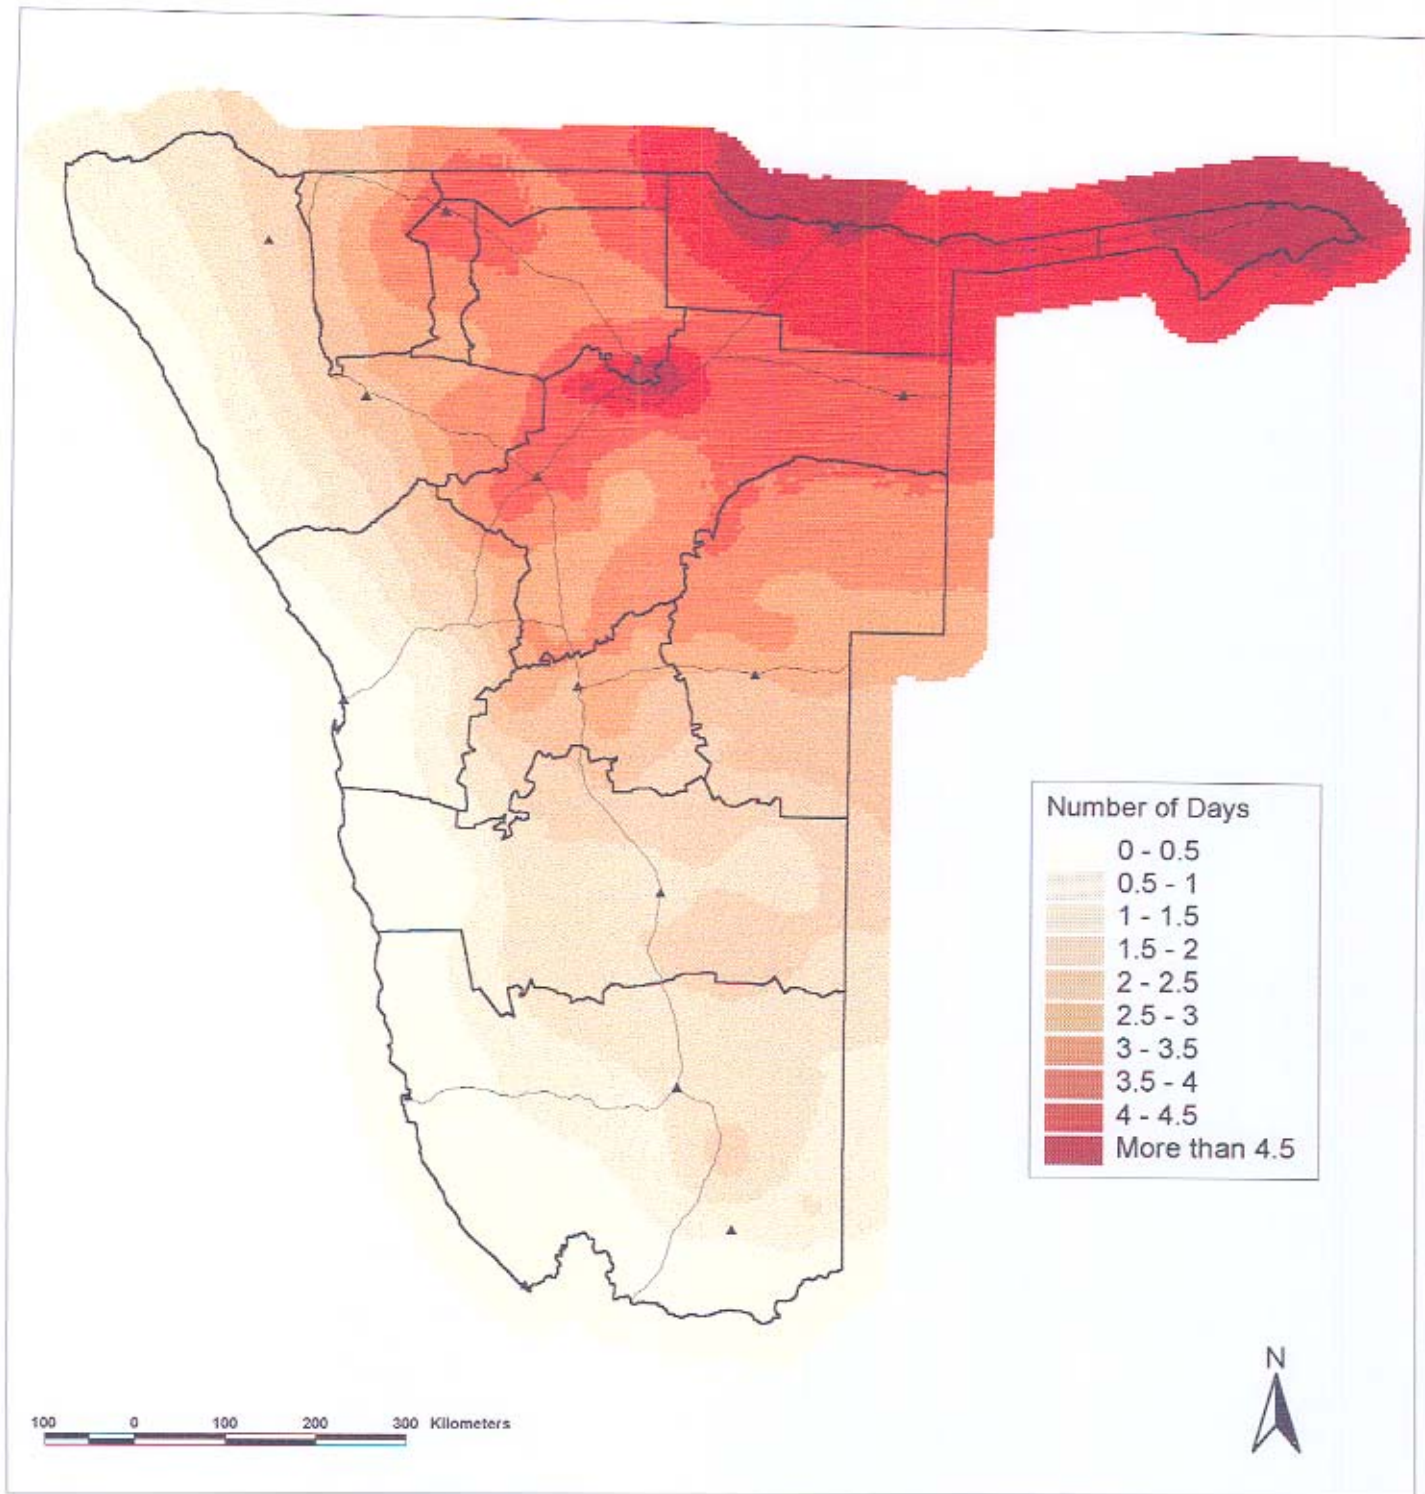 Number of Days
0 - 0.5
0.5 - 1
1 - 1.5
1.5 - 2
2 - 2.5
2.5 - 3
3 - 3.5
3.5 - 4
4 - 4.5
More than 4.5
N
100 0 100 200 300 Kilometers